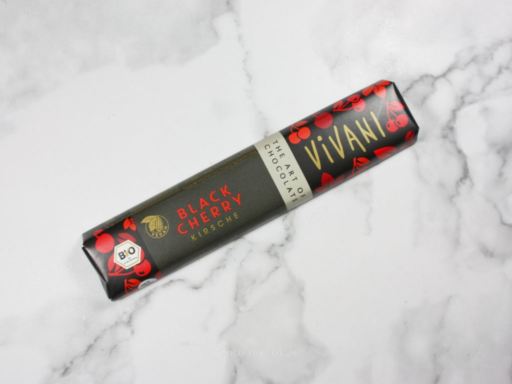 ViVANI
THE ART OF
CHOCOLATE
BLACK
CHERRY
KIRSCHE
BIO